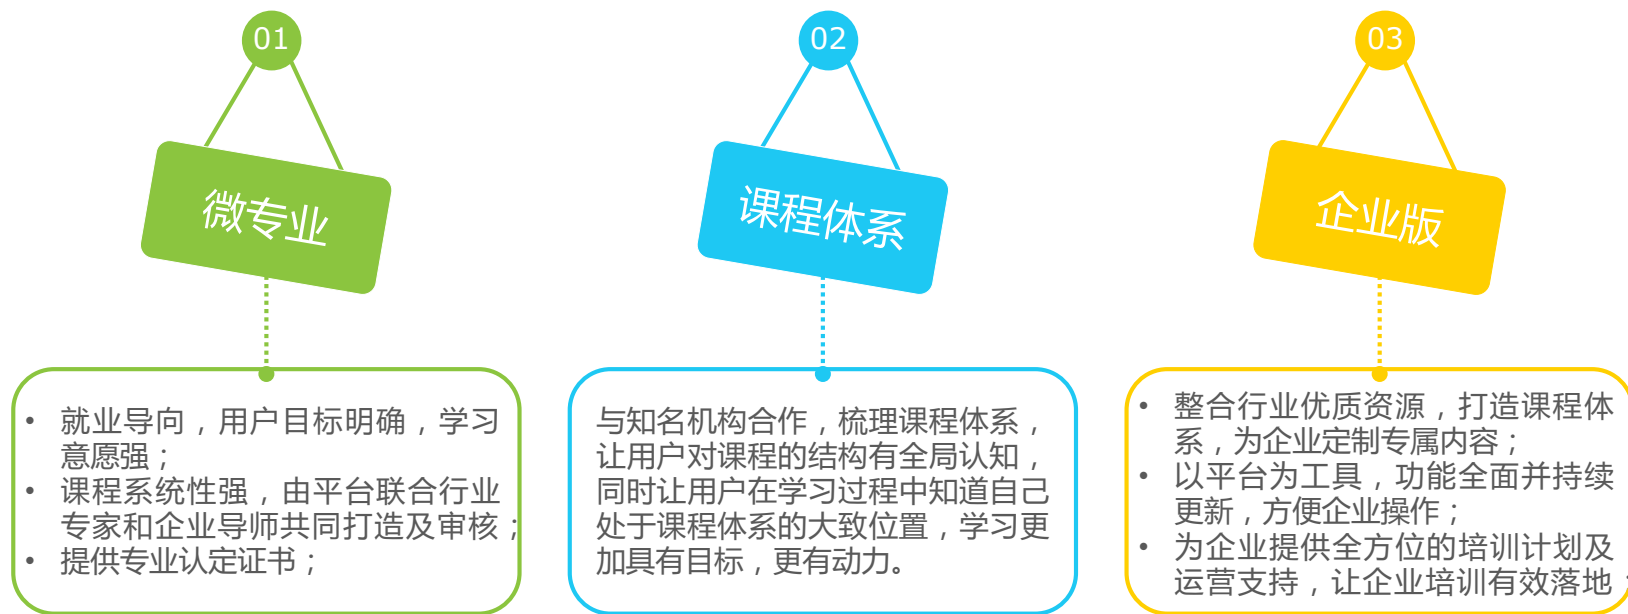 01
微专业
• 就业导向，用户目标明确，学习
意愿强；
• 课程系统性强，由平台联合行业
专家和企业导师共同打造及审核；
• 提供专业认定证书；
02
课程体系
与知名机构合作，梳理课程体系，
让用户对课程的结构有全局认知，
同时让用户在学习过程中知道自己
处于课程体系的大致位置，学习更
加具有目标，更有动力。
03
企业版
• 整合行业优质资源，打造课程体
系，为企业定制专属内容；
• 以平台为工具，功能全面并持续
更新，方便企业操作；
• 为企业提供全方位的培训计划及
运营支持，让企业培训有效落地；